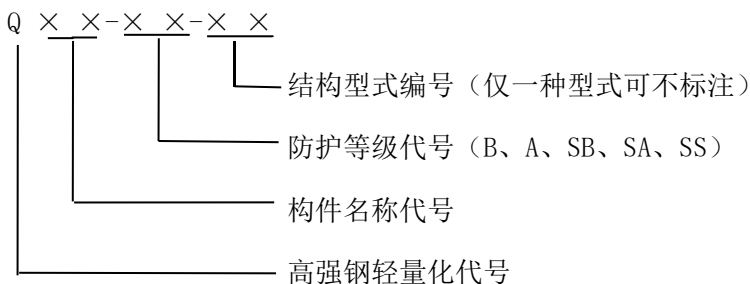 Q × ×-× ×-× ×
结构型式编号（仅一种型式可不标注）
防护等级代号（B、A、SB、SA、SS）
构件名称代号
高强钢轻量化代号